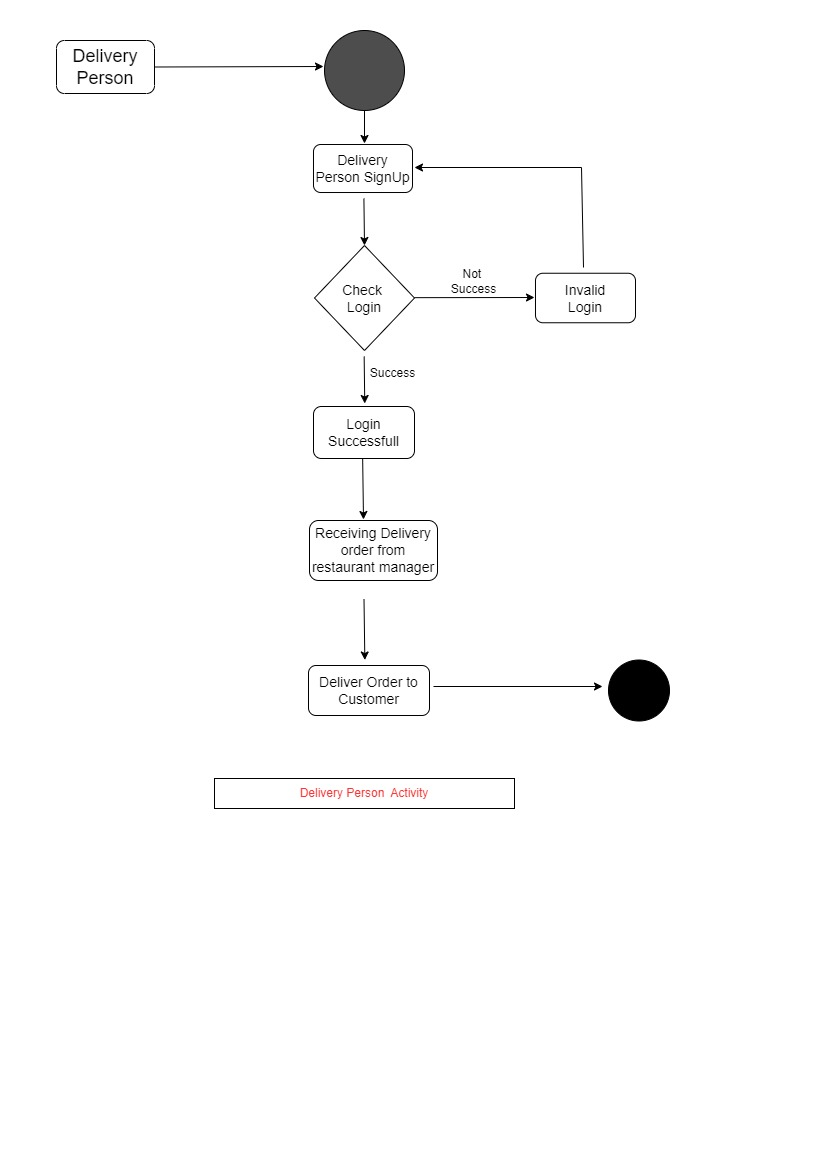 Delivery
Person
Delivery
Person SignUp
Check
Login
Not
Success
Invalid
Login
Success
Login
Successfull
Receiving Delivery
order from
restaurant manager
Deliver Order to
Customer
Delivery Person  Activity